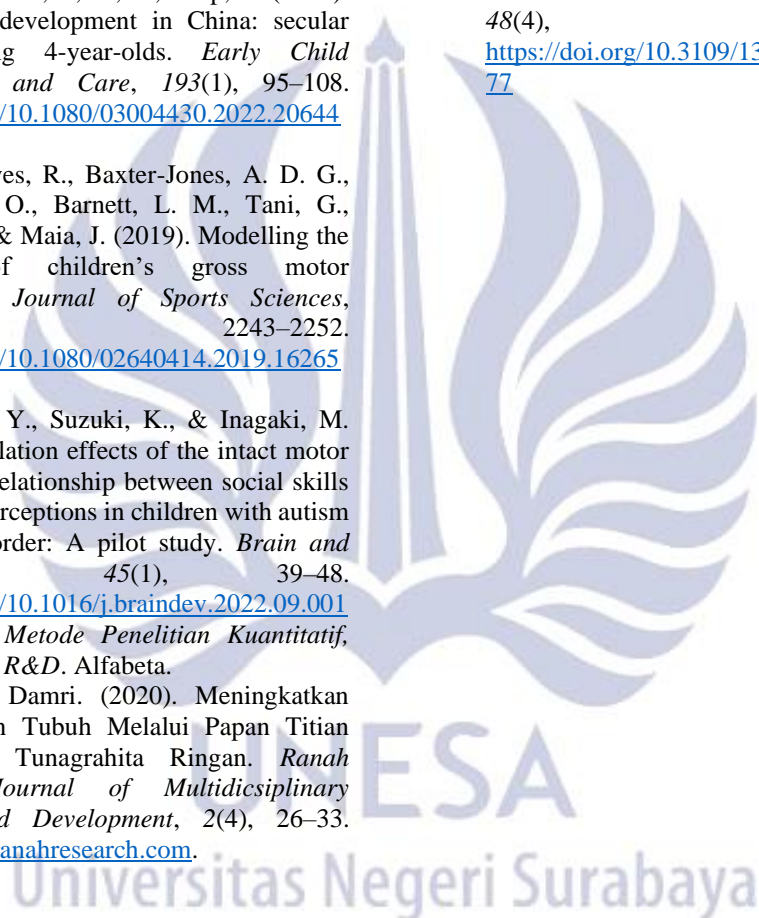 development in China: secular
g 4-year-olds. Early Child
and Care, 193(1), 95–108.
/10.1080/03004430.2022.20644
es, R., Baxter-Jones, A. D. G.,
O., Barnett, L. M., Tani, G.,
& Maia, J. (2019). Modelling the
f children’s gross motor
Journal of Sports Sciences,
2243–2252.
/10.1080/02640414.2019.16265
Y., Suzuki, K., & Inagaki, M.
lation effects of the intact motor
elationship between social skills
erceptions in children with autism
order: A pilot study. Brain and
45(1), 39–48.
/10.1016/j.braindev.2022.09.001
Metode Penelitian Kuantitatif,
R&D. Alfabeta.
Damri. (2020). Meningkatkan
n Tubuh Melalui Papan Titian
Tunagrahita Ringan. Ranah
Journal of Multidicsiplinary
d Development, 2(4), 26–33.
anahresearch.com.
48(4),
https://doi.org/10.3109/13
77
UNESA
Universitas Negeri Surabaya